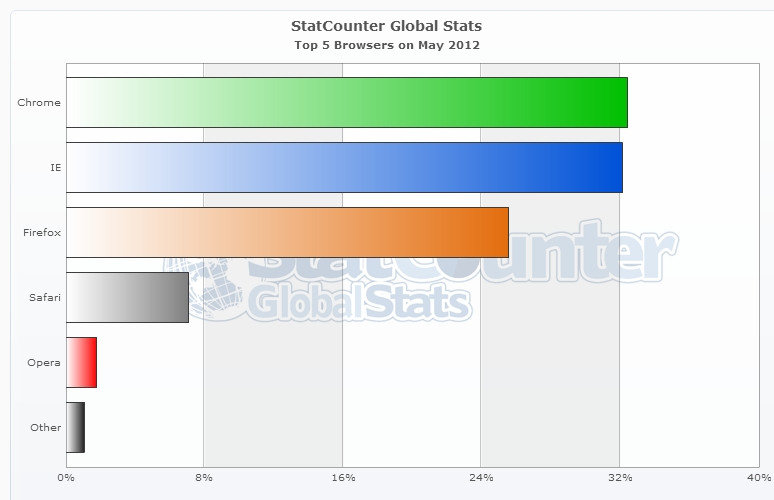 StatCounter Global Stats
Top 5 Browsers on May 2012
Chrome
IE
Firefox
StatCounter
Safari
GlobalStats
Opera
Other
0% 8% 16% 24% 32% 40%